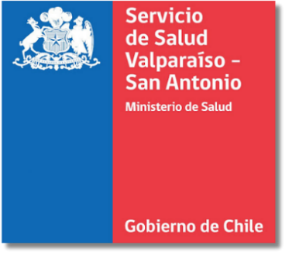 Servicio
de Salud
Valparaíso –
San Antonio
Ministerio de Salud
Gobierno de Chile